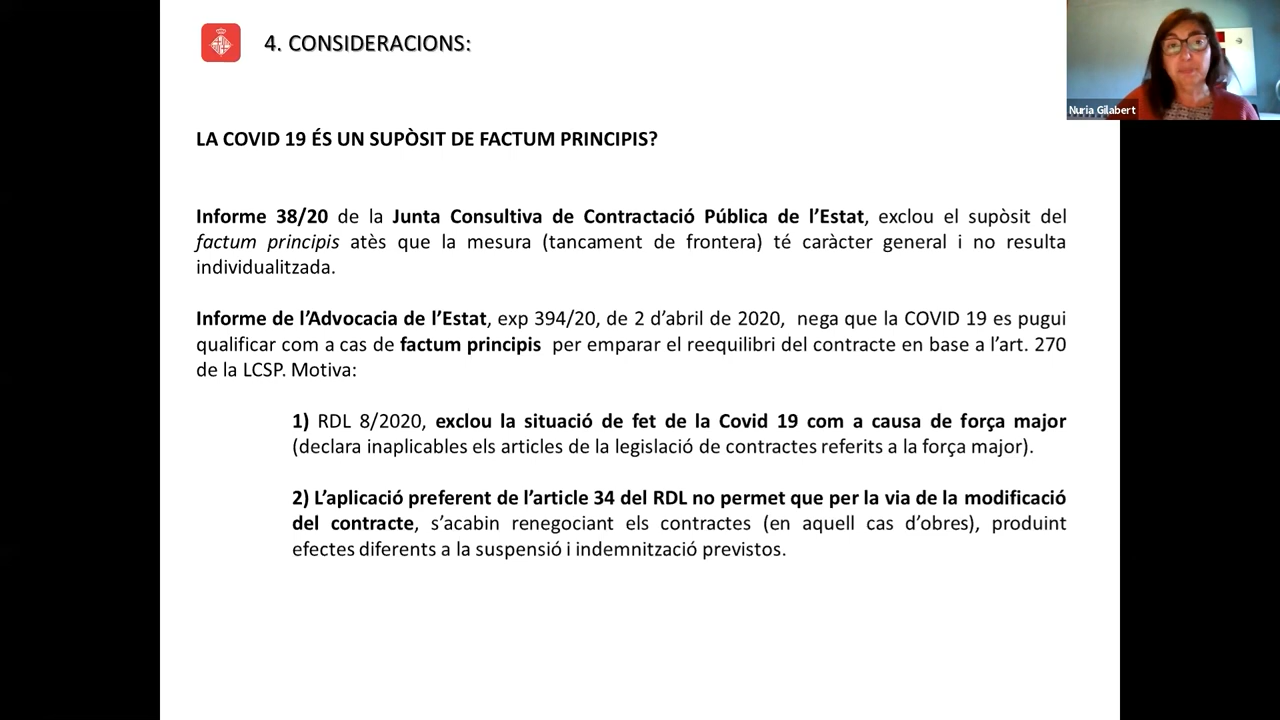 4. CONSIDERACIONS:
Nuria Gilabert
LA COVID 19 ÉS UN SUPÒSIT DE FACTUM PRINCIPIS?
Informe 38/20 de la Junta Consultiva de Contractació Pública de l’Estat, exclou el supòsit del
factum principis atès que la mesura (tancament de frontera) té caràcter general i no resulta
individualitzada.
Informe de l’Advocacia de l’Estat, exp 394/20, de 2 d’abril de 2020, nega que la COVID 19 es pugui
qualificar com a cas de factum principis per emparar el reequilibri del contracte en base a l’art. 270
de la LCSP. Motiva:
1) RDL 8/2020, exclou la situació de fet de la Covid 19 com a causa de força major
(declara inaplicables els articles de la legislació de contractes referits a la força major).
2) L’aplicació preferent de l’article 34 del RDL no permet que per la via de la modificació
del contracte, s’acabin renegociant els contractes (en aquell cas d’obres), produint
efectes diferents a la suspensió i indemnització previstos.